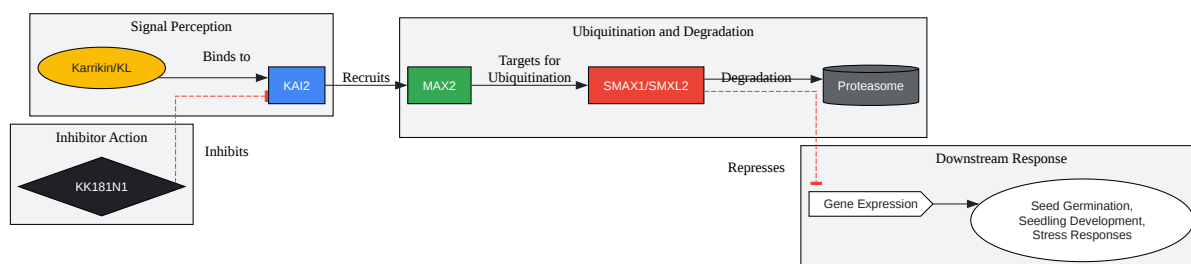 Signal Perception
Karrikin/KL
Binds to
KAI2
Recruits
Ubiquitination and Degradation
MAX2
Targets for
Ubiquitination
SMAX1/SMXL2
Degradation
Proteasome
Inhibitor Action
KK181N1
Inhibits
Represses
Downstream Response
Gene Expression
Seed Germination,
Seedling Development,
Stress Responses